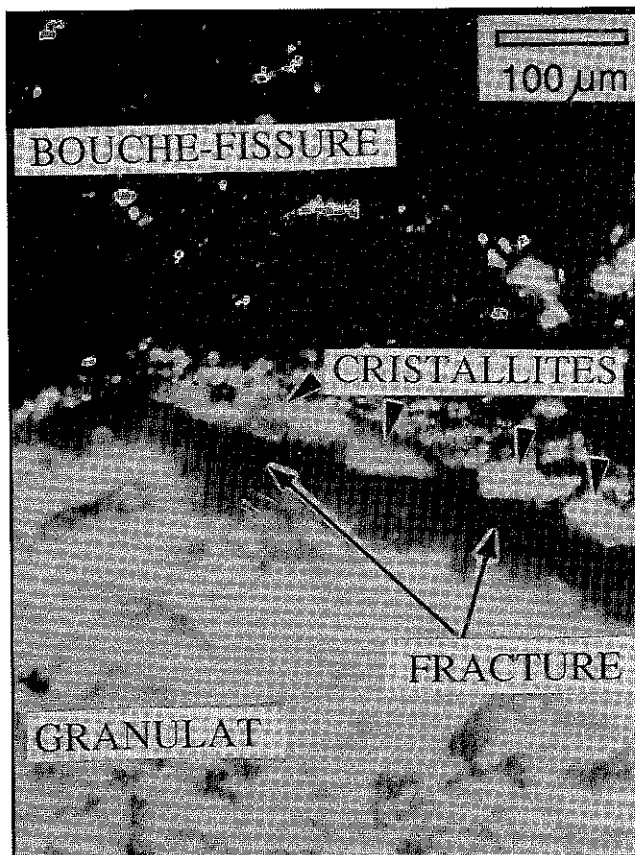 100 µm
BOUCHE-FISSURE
CRISTALLITES
FRACTURE
GRANULAT